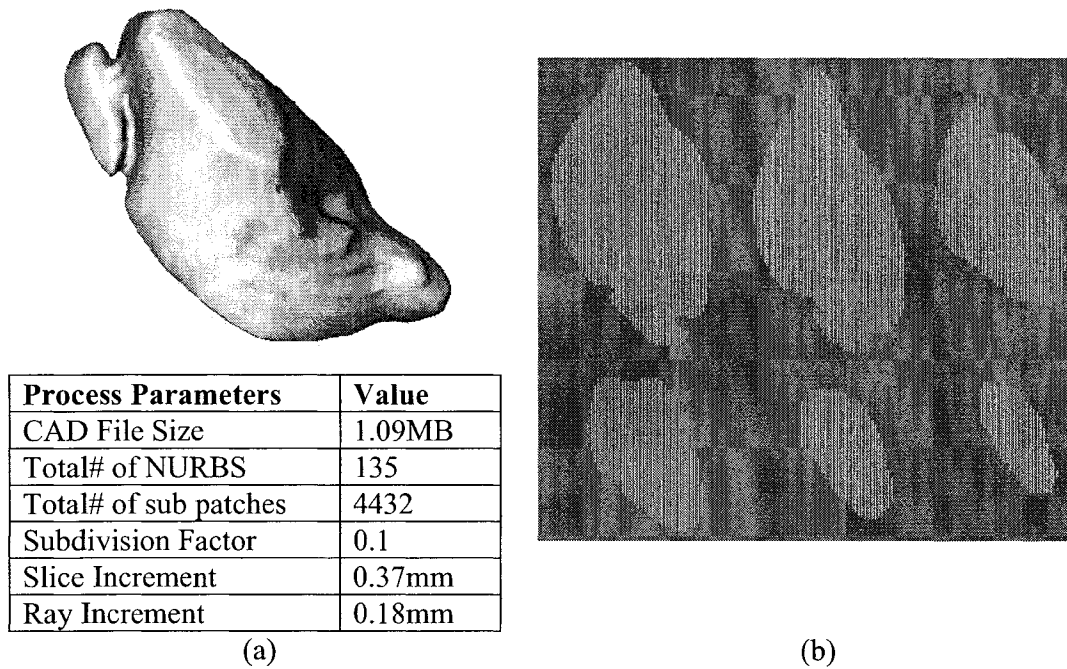 Process Parameters Value
CAD File Size 1.09MB
Total# of NURBS 135
Total# of sub patches 4432
Subdivision Factor 0.1
Slice Increment 0.37mm
Ray Increment 0.18mm
(a) (b)